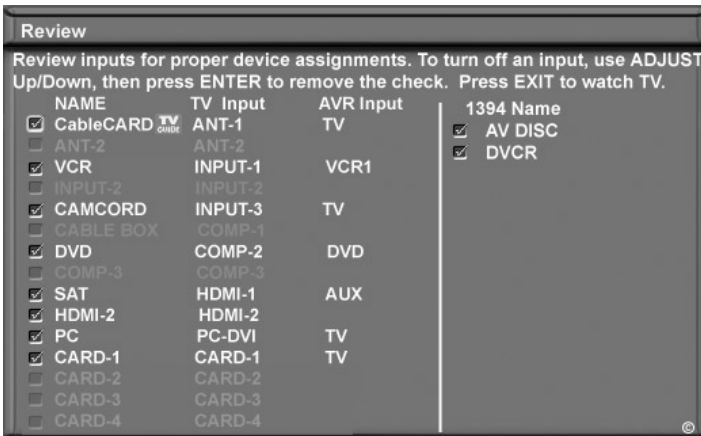 Review
Review inputs for proper device assignments. To turn off an input, use ADJUST
Up/Down, then press ENTER to remove the check. Press EXIT to watch TV.
NAME TV Input AVR Input
CableCARD TV GUIDE ANT-1 TV
ANT-2 ANT-2
VCR INPUT-1 VCR1
INPUT-2 INPUT-2
CAMCORD INPUT-3 TV
CABLE BOX COMP-1
DVD COMP-2 DVD
COMP-3 COMP-3
SAT HDMI-1 AUX
HDMI-2 HDMI-2
PC PC-DVI TV
CARD-1 CARD-1 TV
CARD-2 CARD-2
CARD-3 CARD-3
CARD-4 CARD-4
1394 Name
AV DISC
DVCR
©